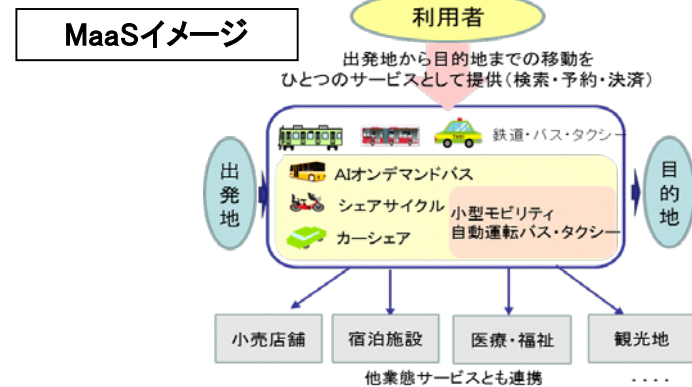 MaaSイメージ
利用者
出発地から目的地までの移動を
ひとつのサービスとして提供(検索・予約・決済)
鉄道・バス・タクシー
TAXI
出発地
AIオンデマンドバス
シェアサイクル
カーシェア
小型モビリティ
自動運転バス・タクシー
目的地
小売店舗
宿泊施設
医療・福祉
観光地
他業態サービスとも連携
....